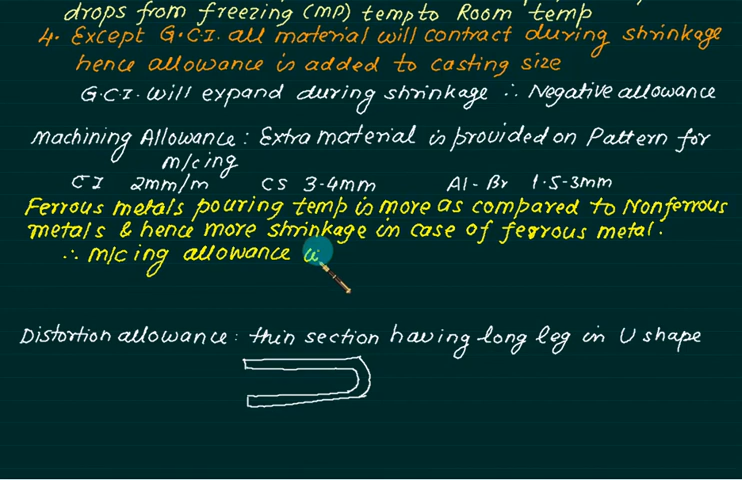 drops from freezing (MP) temp to Room temp
4. Except G.C.I. all material will contract during shrinkage
hence allowance is added to casting size
G.C.I. will expand during shrinkage ∴ Negative allowance
Machining Allowance: Extra material is provided on Pattern for
m/cing
CI 2mm/m CS 3-4mm Al-Br 1.5-3mm
Ferrous metals pouring temp is more as compared to Nonferrous
metals & hence more shrinkage in case of ferrous metal.
∴ m/cing allowance
Distortion allowance: thin section having long leg in U shape